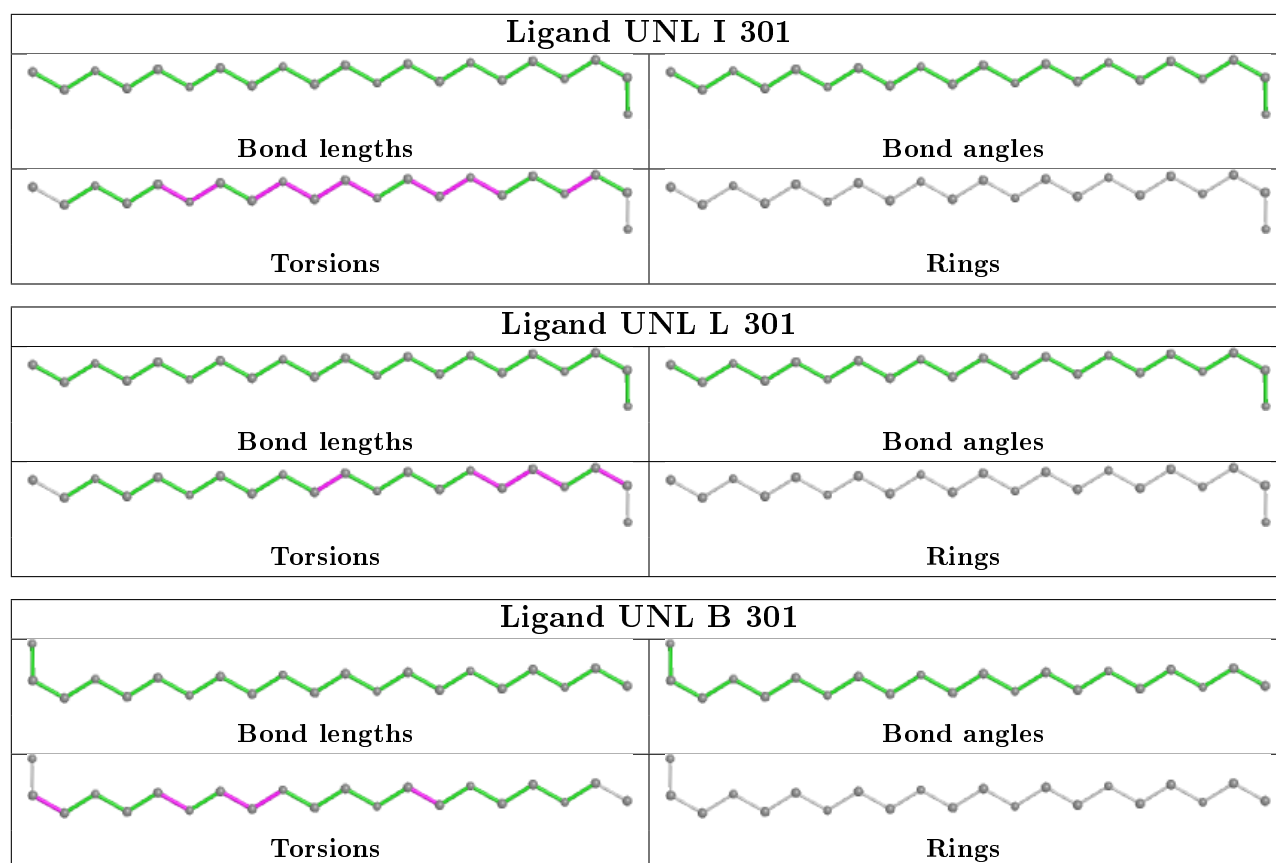 Ligand UNL I 301
Bond lengths
Bond angles
Torsions
Rings
Ligand UNL L 301
Bond lengths
Bond angles
Torsions
Rings
Ligand UNL B 301
Bond lengths
Bond angles
Torsions
Rings